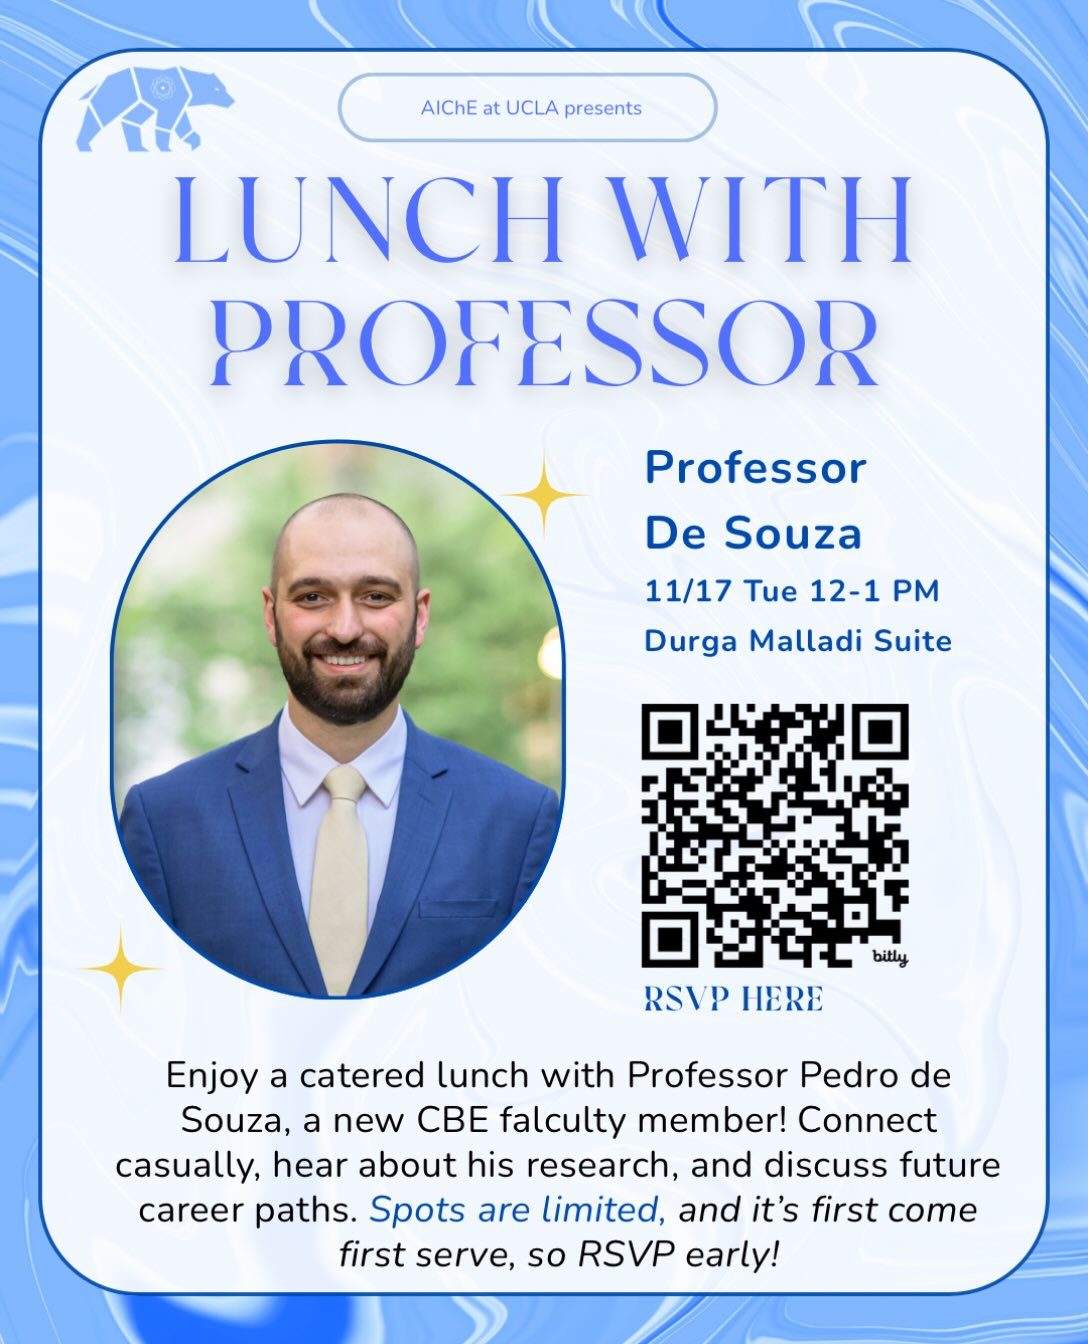 AIChE at UCLA presents
LUNCH WITH
PROFESSOR
Professor
De Souza
11/17 Tue 12-1 PM
Durga Malladi Suite
bitly
RSVP HERE
Enjoy a catered lunch with Professor Pedro de
Souza, a new CBE falculty member! Connect
casually, hear about his research, and discuss future
career paths. Spots are limited, and it’s first come
first serve, so RSVP early!